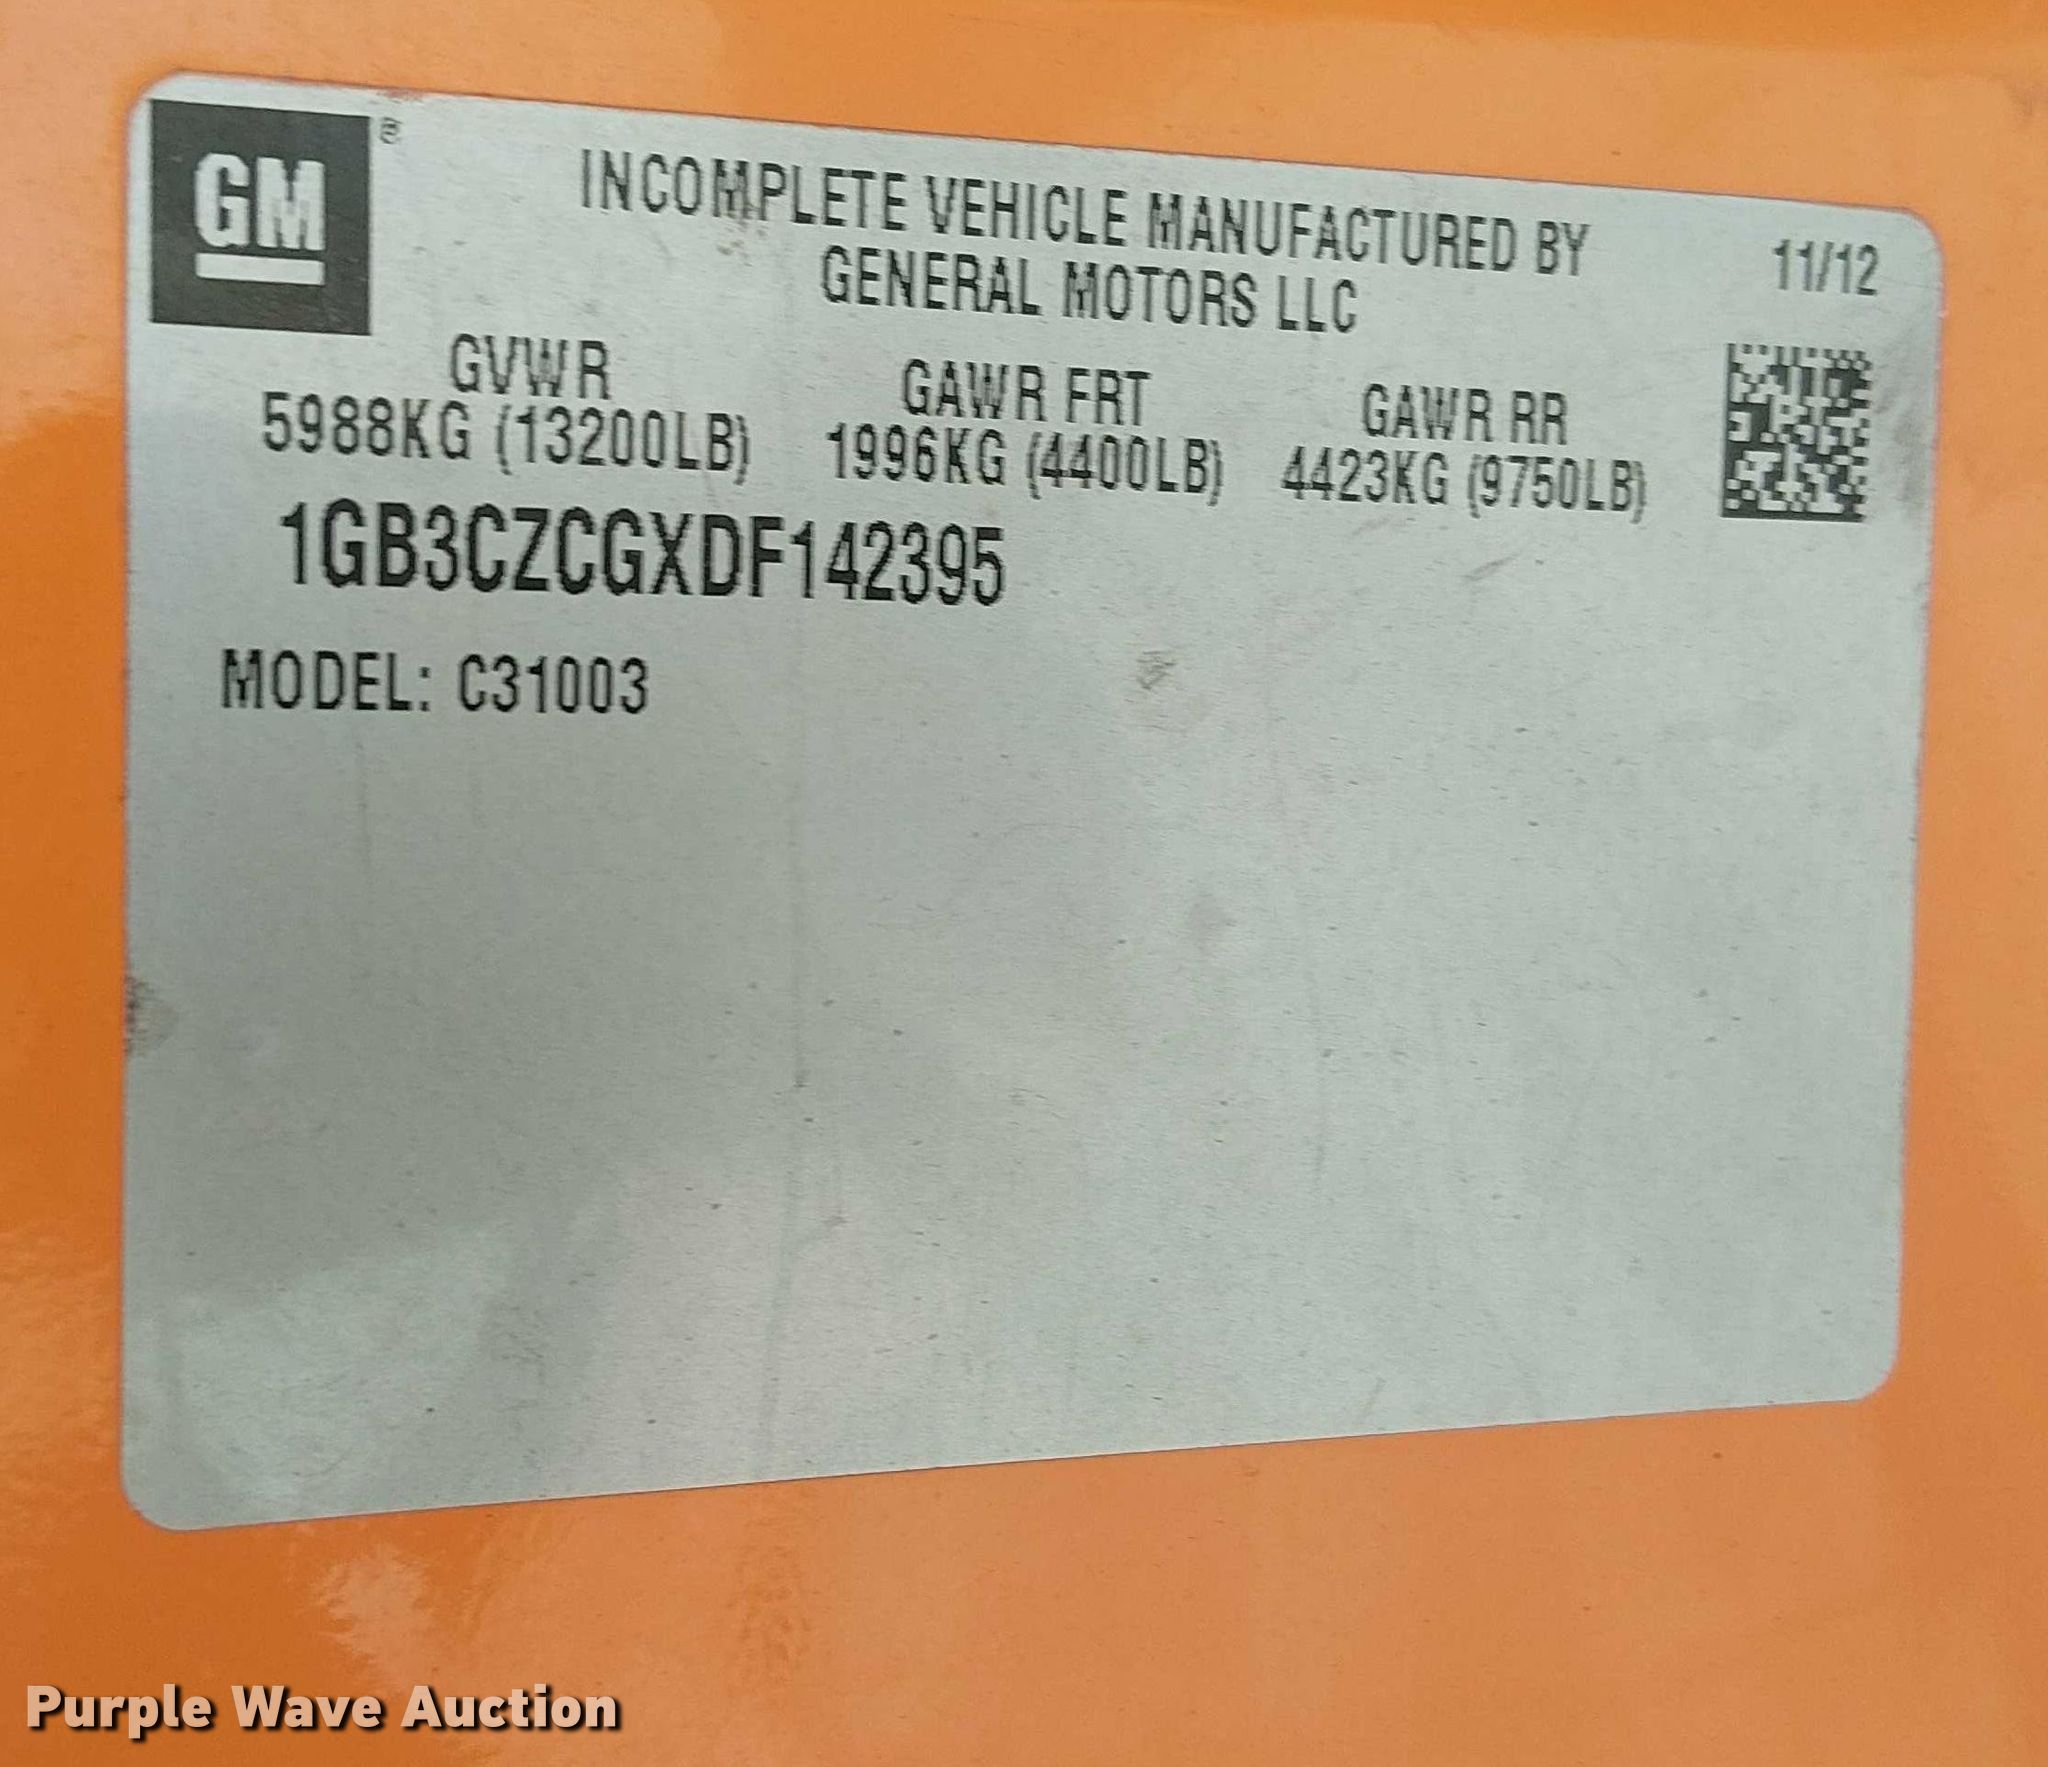 GM ®
INCOMPLETE VEHICLE MANUFACTURED BY
GENERAL MOTORS LLC
11/12
GVWR
5988KG (13200LB)
GAWR FRT
1996KG (4400LB)
GAWR RR
4423KG (9750LB)
1GB3CZCGXDF142395
MODEL: C31003
Purple Wave Auction